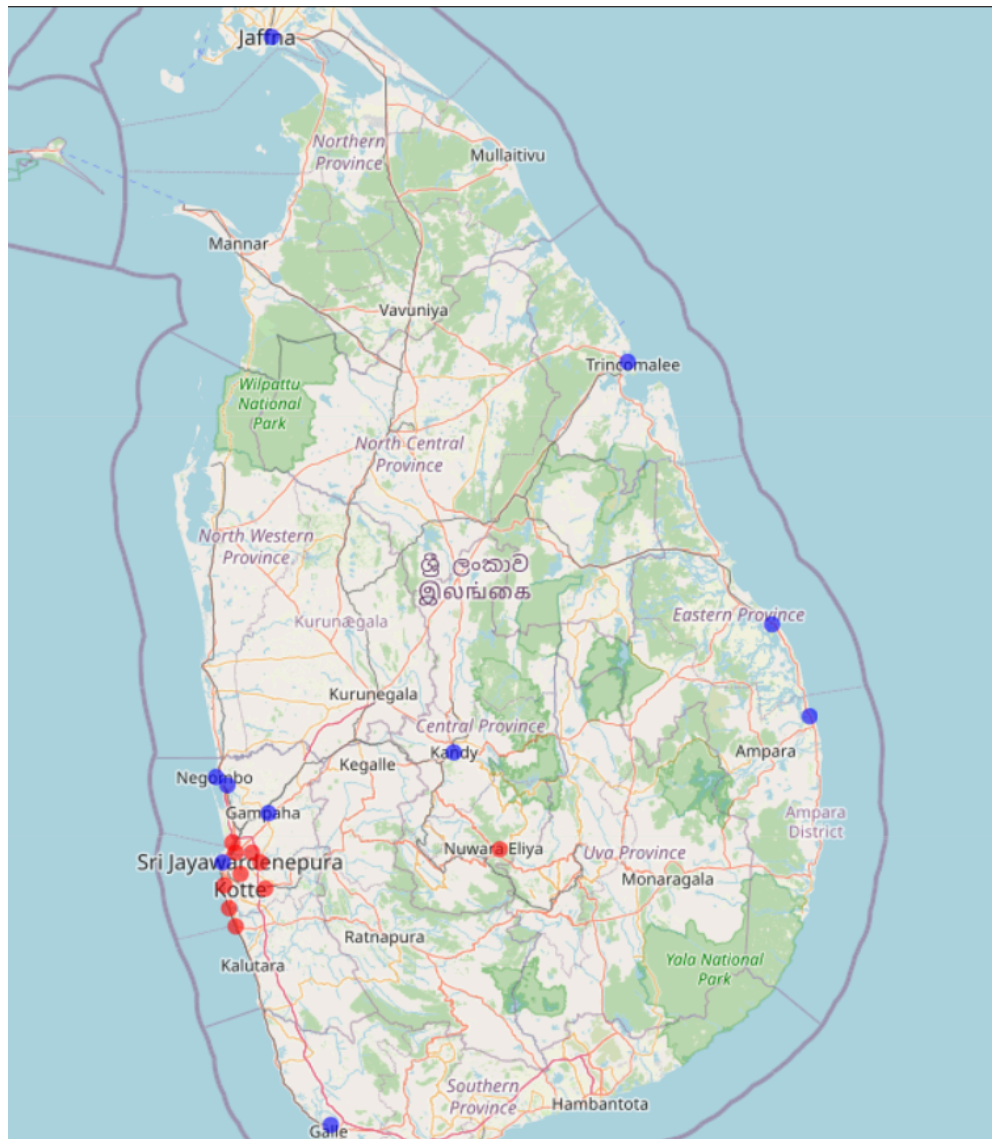 Jaffna
Northern
Province
Mullaitivu
Mannar
Vavuniya
Trincomalee
Wilpattu
National
Park
North Central
Province
North Western
Province
ශ්‍රී ලංකාව
இலங்கை
Kurunægala
Eastern Province
Kurunegala
Central Province
Kandy
Kegalle
Ampara
Negombo
Gampaha
Ampara
District
Nuwara Eliya
Uva Province
Sri Jayawardenepura
Kotte
Monaragala
Ratnapura
Kalutara
Yala National
Park
Southern
Province
Hambantota
Galle